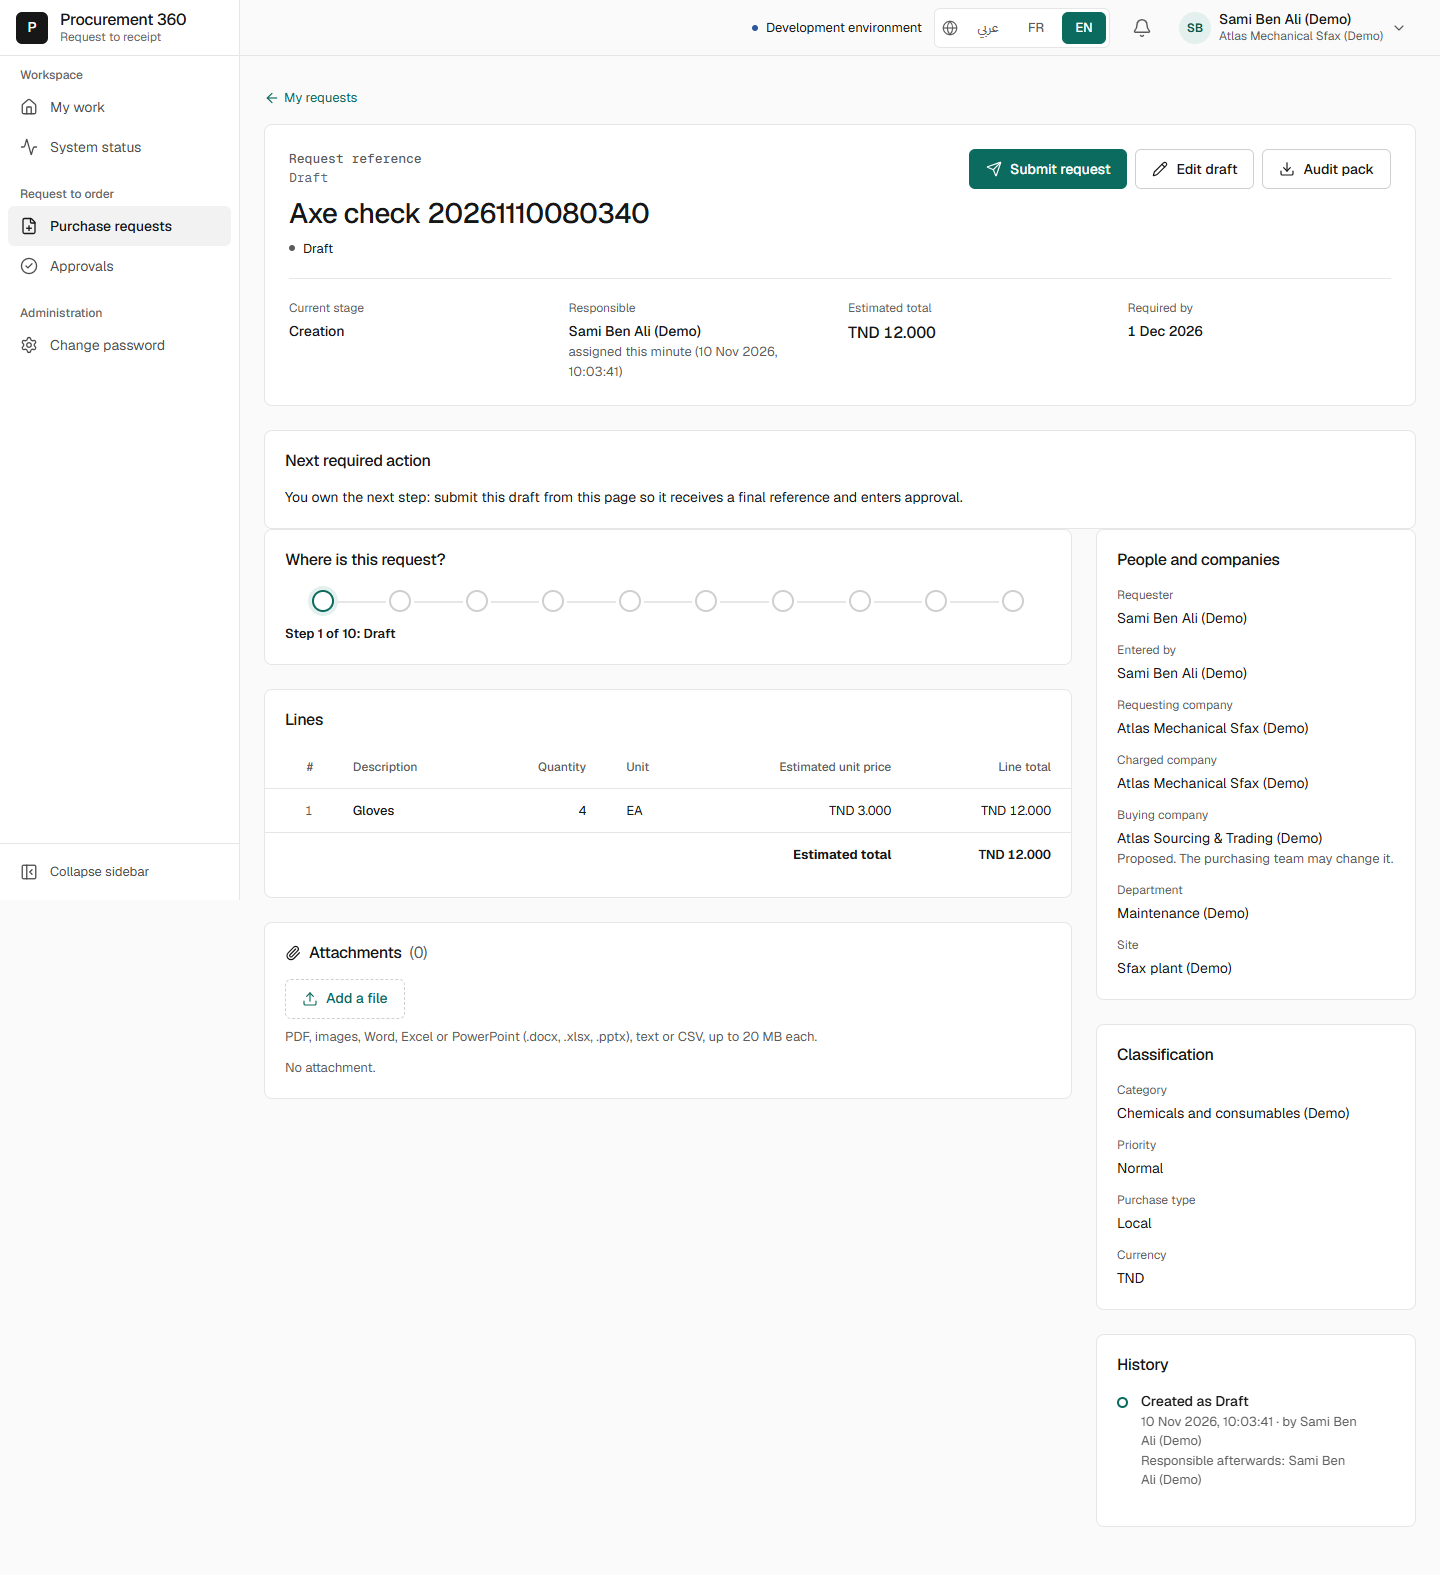 P
Procurement 360
Request to receipt
Development environment
عربي
FR
EN
SB
Sami Ben Ali (Demo)
Atlas Mechanical Sfax (Demo)
Workspace
My work
System status
Request to order
Purchase requests
Approvals
Administration
Change password
Collapse sidebar
My requests
Request reference
Draft
Submit request
Edit draft
Audit pack
Axe check 20261110080340
Draft
Current stage
Creation
Responsible
Sami Ben Ali (Demo)
assigned this minute (10 Nov 2026,
10:03:41)
Estimated total
TND 12.000
Required by
1 Dec 2026
Next required action
You own the next step: submit this draft from this page so it receives a final reference and enters approval.
Where is this request?
Step 1 of 10: Draft
Lines
# Description Quantity Unit Estimated unit price Line total
1 Gloves 4 EA TND 3.000 TND 12.000
Estimated total TND 12.000
Attachments (0)
Add a file
PDF, images, Word, Excel or PowerPoint (.docx, .xlsx, .pptx), text or CSV, up to 20 MB each.
No attachment.
People and companies
Requester
Sami Ben Ali (Demo)
Entered by
Sami Ben Ali (Demo)
Requesting company
Atlas Mechanical Sfax (Demo)
Charged company
Atlas Mechanical Sfax (Demo)
Buying company
Atlas Sourcing & Trading (Demo)
Proposed. The purchasing team may change it.
Department
Maintenance (Demo)
Site
Sfax plant (Demo)
Classification
Category
Chemicals and consumables (Demo)
Priority
Normal
Purchase type
Local
Currency
TND
History
Created as Draft
10 Nov 2026, 10:03:41 · by Sami Ben
Ali (Demo)
Responsible afterwards: Sami Ben
Ali (Demo)